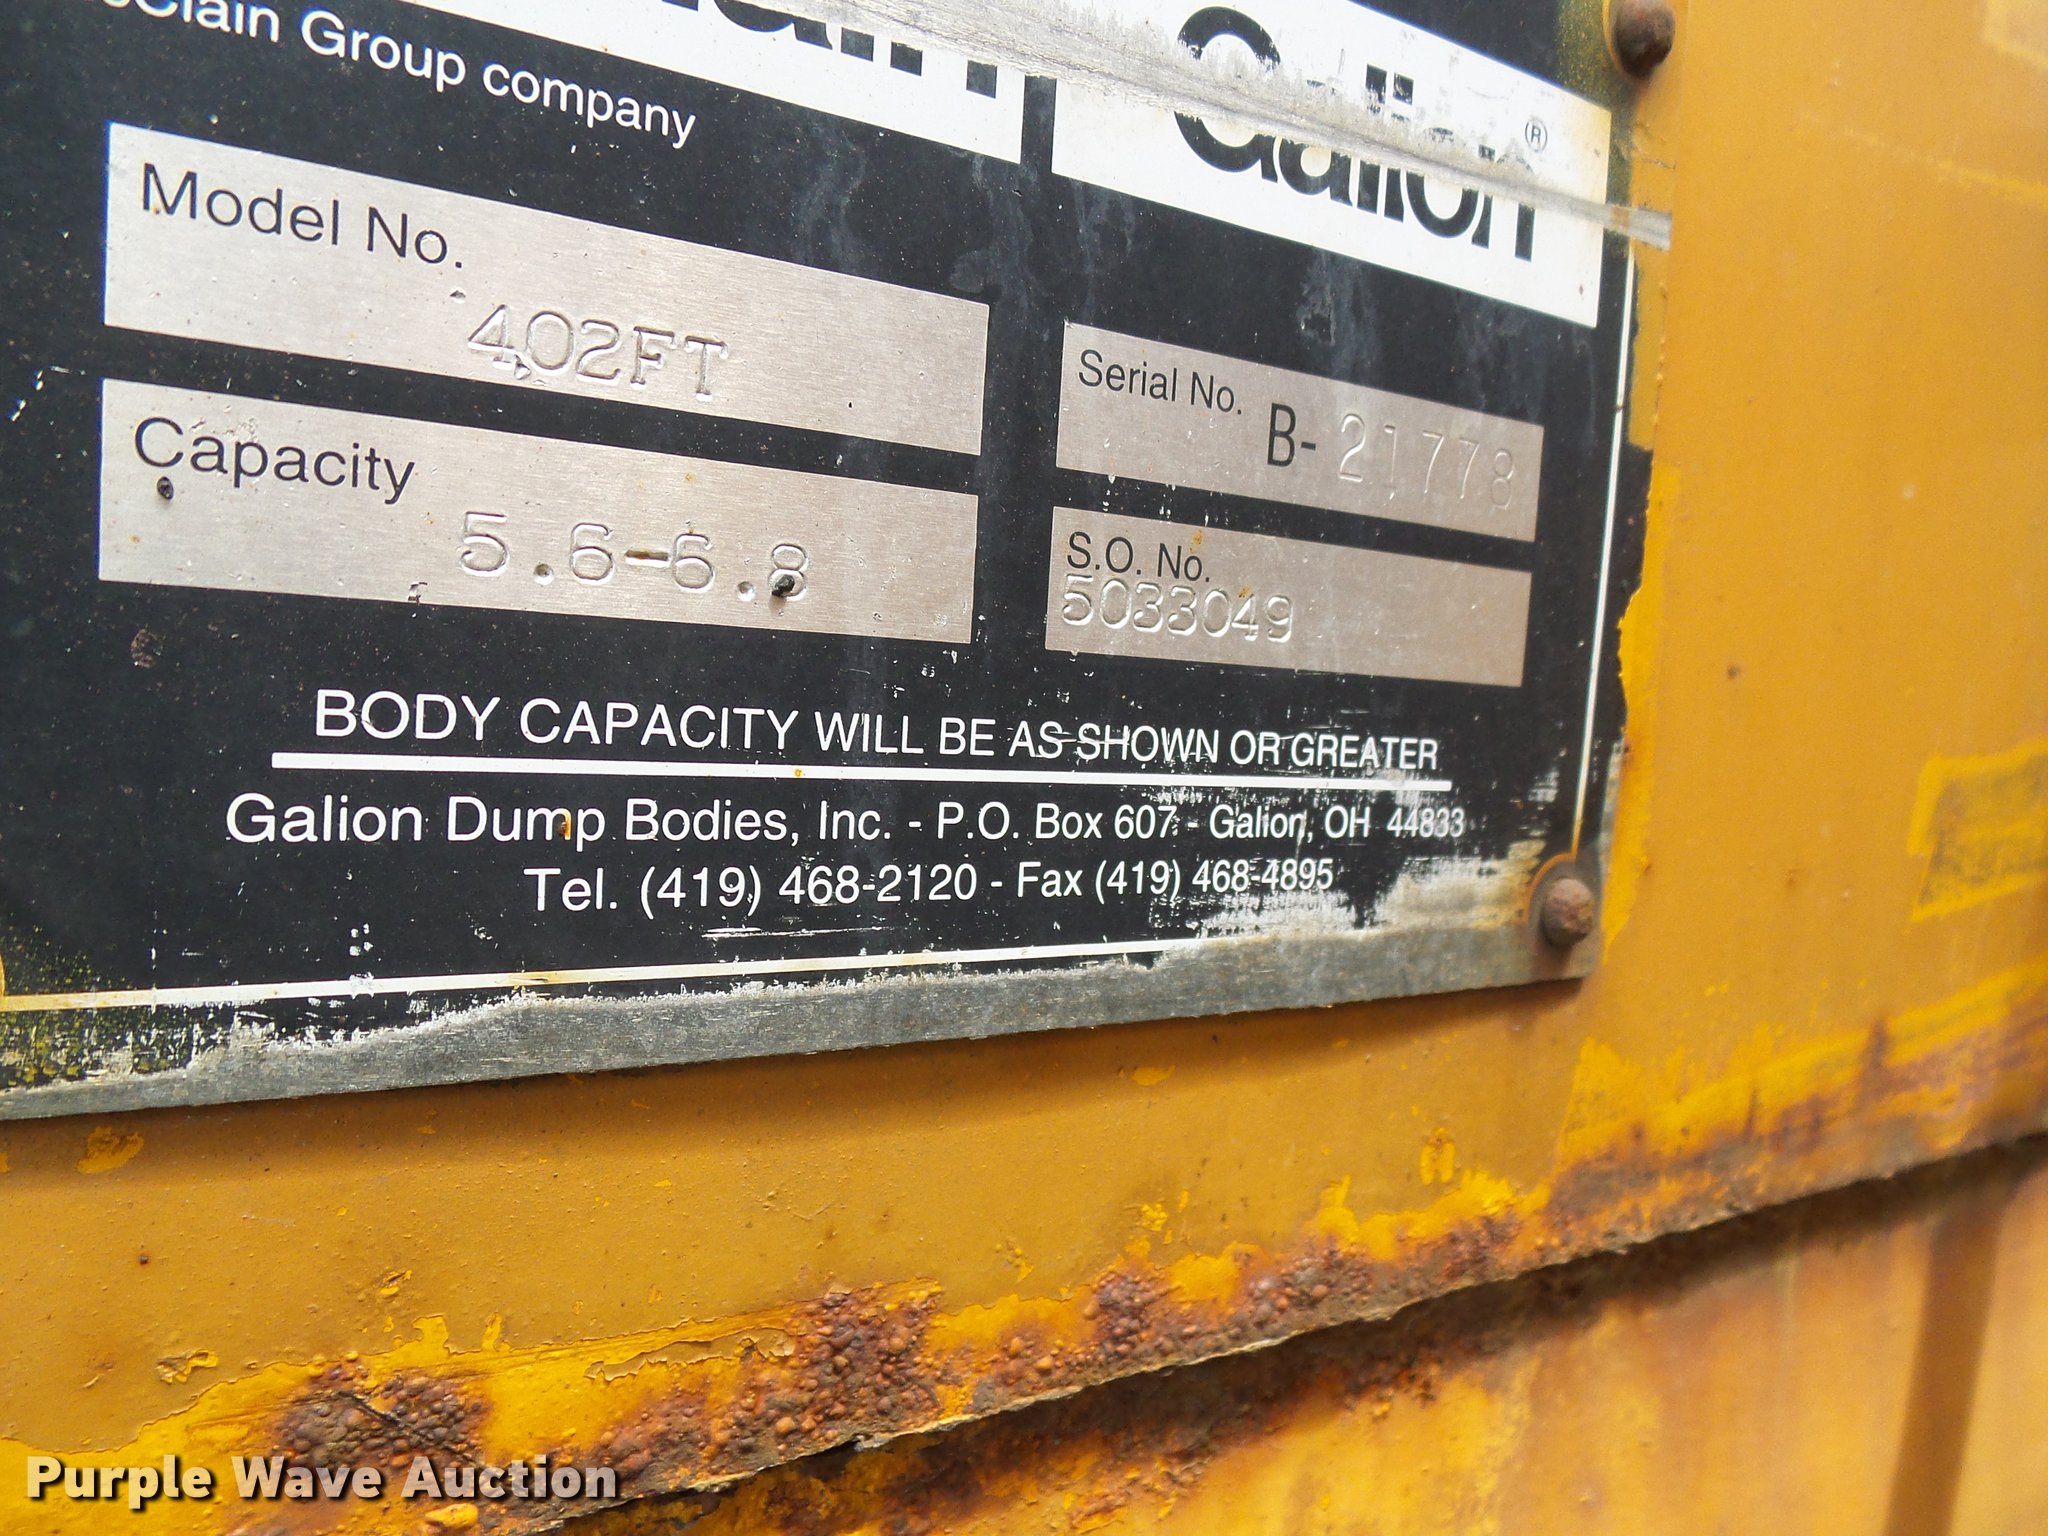 Group company
Galion®
Model No.
402FT
Capacity
5.6-6.8
Serial No. B- 21778
S.O. No.
5033049
BODY CAPACITY WILL BE AS SHOWN OR GREATER
Galion Dump Bodies, Inc. - P.O. Box 607 - Galion, OH 44833
Tel. (419) 468-2120 - Fax (419) 468-4895
Purple Wave Auction